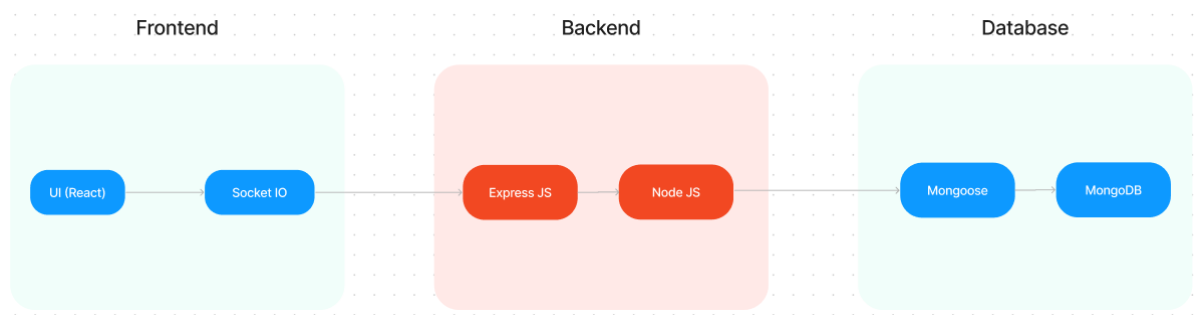 Frontend
Backend
Database
UI (React)
Socket IO
Express JS
Node JS
Mongoose
MongoDB